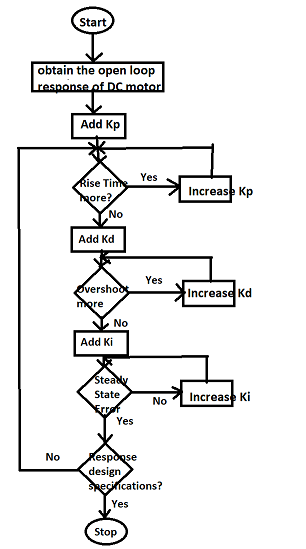 Start
obtain the open loop
response of DC motor
Add Kp
Rise Time
more?
Yes
Increase Kp
No
Add Kd
Overshoot
more
Yes
Increase Kd
No
Add Ki
Steady
State
Error
No
Increase Ki
Yes
Response
design
specifications?
No
Yes
Stop